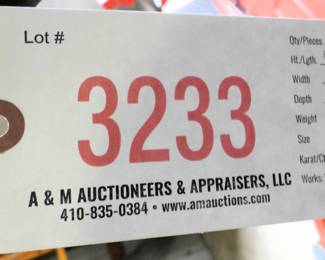 Lot #
3233
A & M AUCTIONEERS & APPRAISERS, LLC
410-835-0384 • www.amauctions.com
Qty/Pieces
Ht./Lgth.
Width
Depth
Weight
Size
Karat/C
Works: